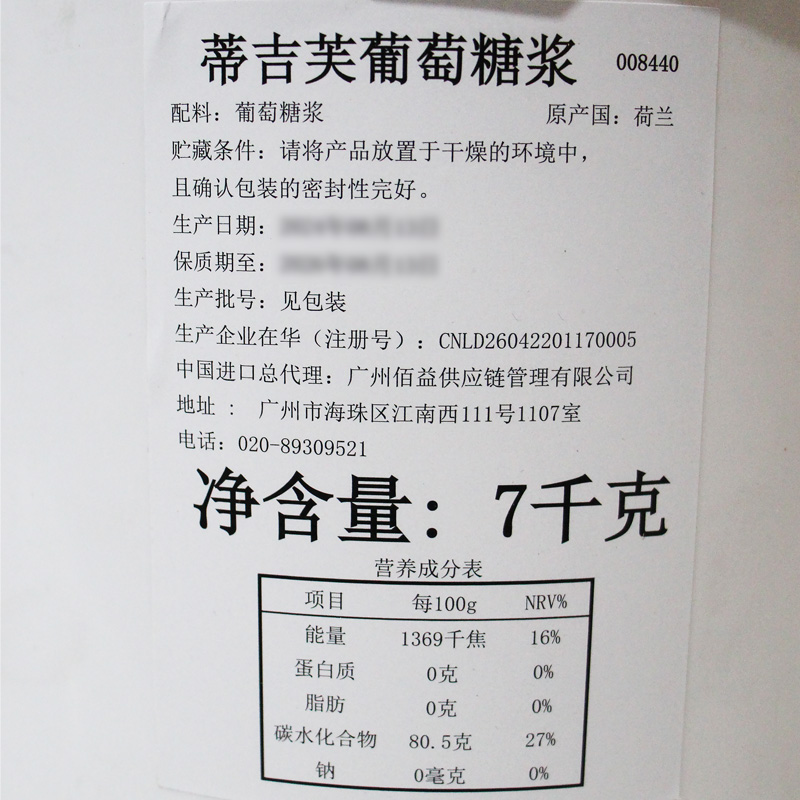 蒂吉芙葡萄糖浆 008440
配料：葡萄糖浆 原产国：荷兰
贮藏条件：请将产品放置于干燥的环境中，
且确认包装的密封性完好。
生产日期：
保质期至：
生产批号：见包装
生产企业在华（注册号）：CNLD26042201170005
中国进口总代理：广州佰益供应链管理有限公司
地址 ： 广州市海珠区江南西111号1107室
电话：020-89309521
净含量：7千克
营养成分表
项目 每100g NRV%
能量 1369千焦 16%
蛋白质 0克 0%
脂肪 0克 0%
碳水化合物 80.5克 27%
钠 0毫克 0%